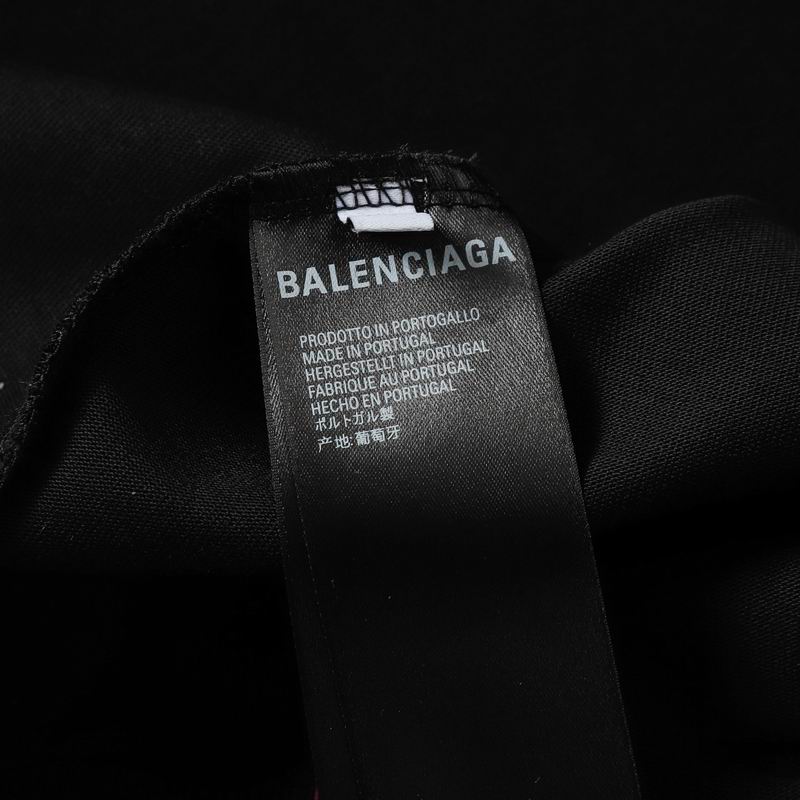 BALENCIAGA
PRODOTTO IN PORTOGALLO
MADE IN PORTUGAL
HERGESTELLT IN PORTUGAL
FABRIQUE AU PORTUGAL
HECHO EN PORTUGAL
ポルトガル製
产地:葡萄牙